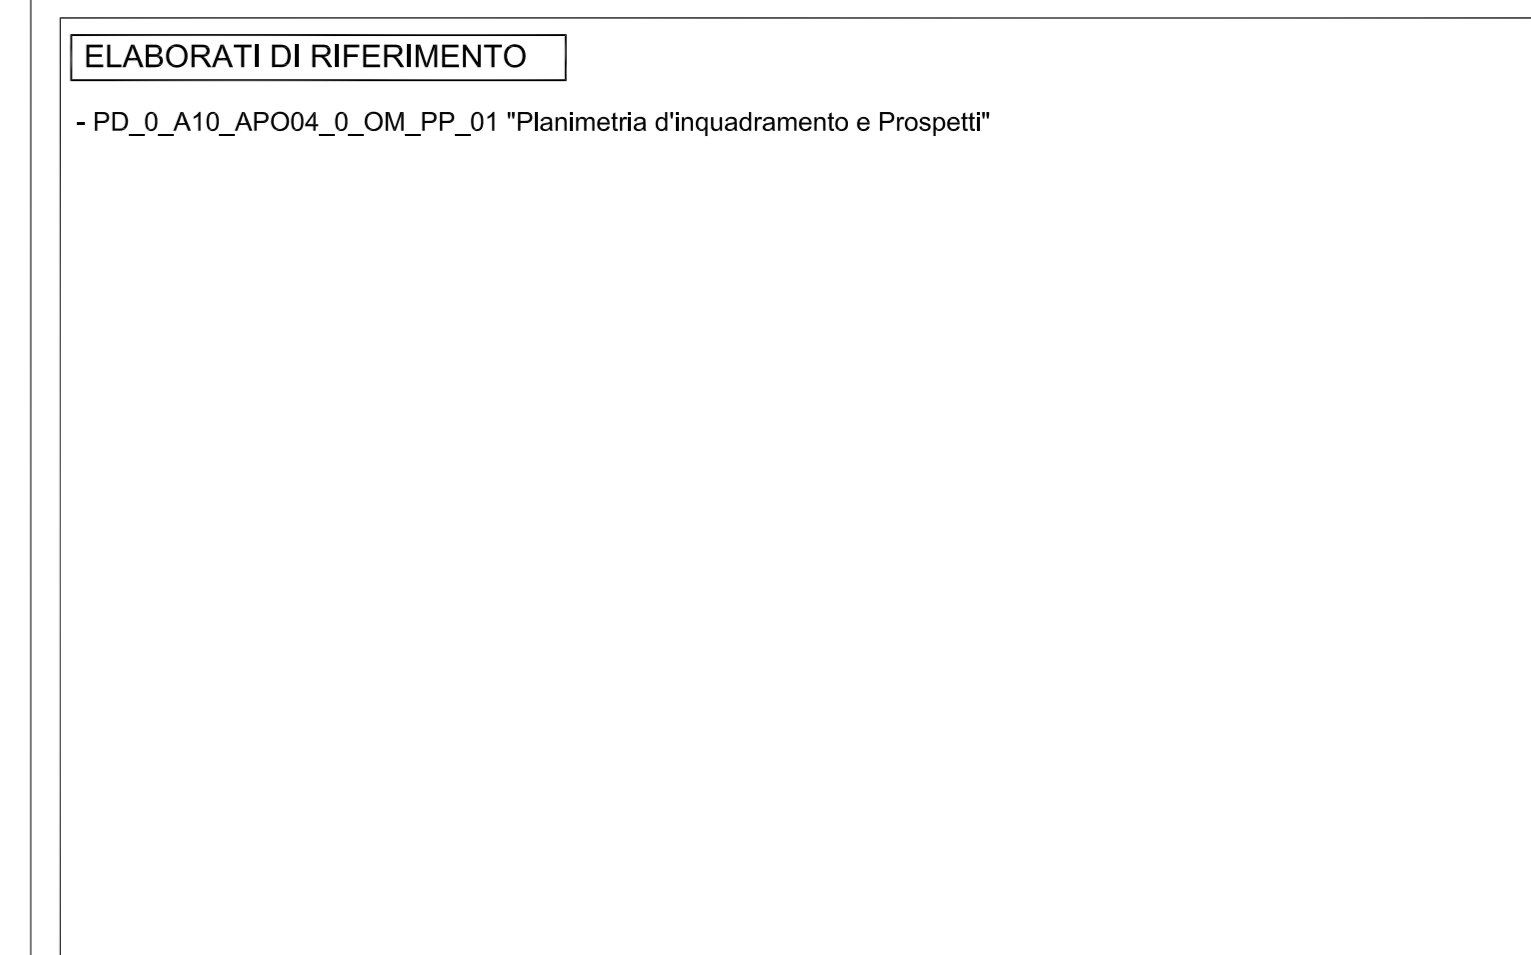 ELABORATI DI RIFERIMENTO
- PD_0_A10_APO04_0_OM_PP_01 "Planimetria d'inquadramento e Prospetti"